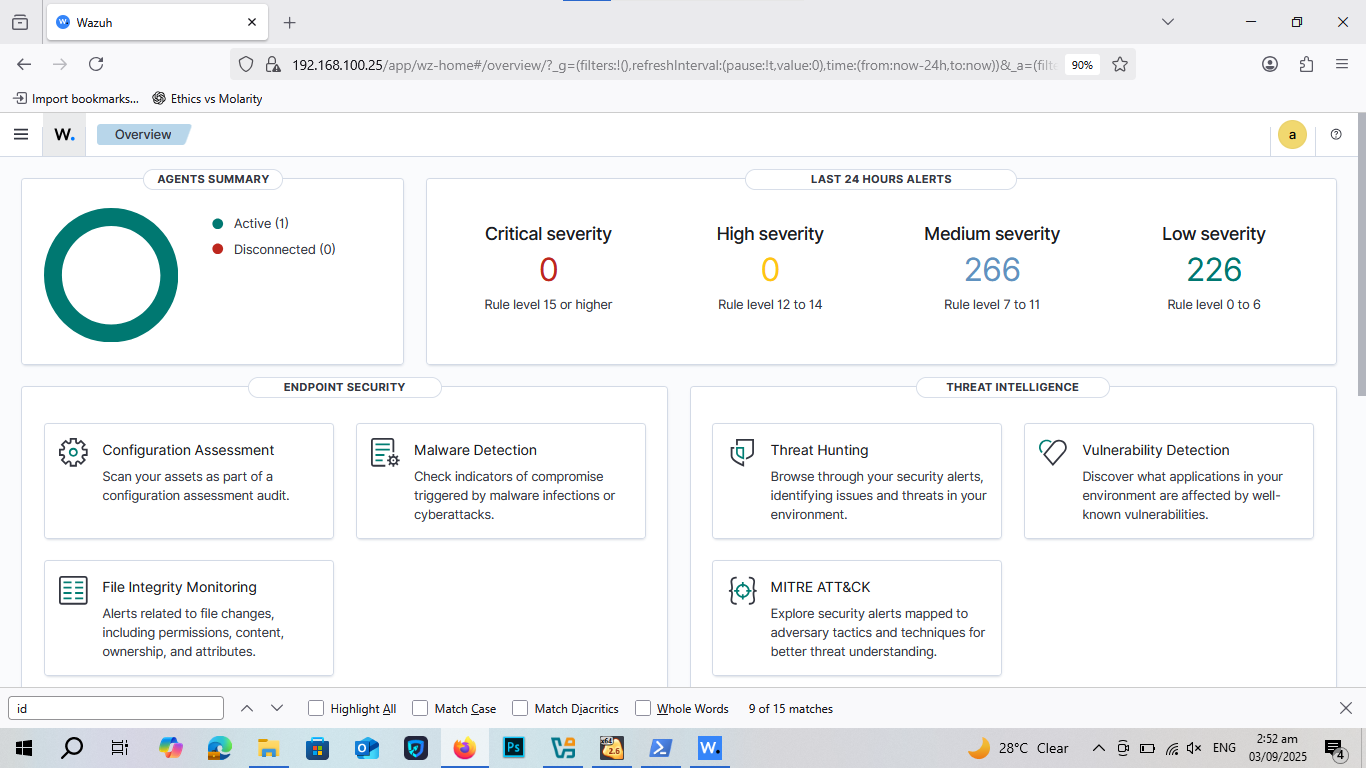 Wazuh
192.168.100.25/app/wz-home#/overview/?_g=(filters:!(),refreshInterval:(pause:!t,value:0),time:(from:now-24h,to:now))&_a=(filte
90%
Import bookmarks...
Ethics vs Molarity
W.
Overview
a
AGENTS SUMMARY
Active (1)
Disconnected (0)
LAST 24 HOURS ALERTS
Critical severity
0
Rule level 15 or higher
High severity
0
Rule level 12 to 14
Medium severity
266
Rule level 7 to 11
Low severity
226
Rule level 0 to 6
ENDPOINT SECURITY
Configuration Assessment
Scan your assets as part of a
configuration assessment audit.
Malware Detection
Check indicators of compromise
triggered by malware infections or
cyberattacks.
File Integrity Monitoring
Alerts related to file changes,
including permissions, content,
ownership, and attributes.
THREAT INTELLIGENCE
Threat Hunting
Browse through your security alerts,
identifying issues and threats in your
environment.
Vulnerability Detection
Discover what applications in your
environment are affected by well-
known vulnerabilities.
MITRE ATT&CK
Explore security alerts mapped to
adversary tactics and techniques for
better threat understanding.
id
Highlight All
Match Case
Match Diacritics
Whole Words
9 of 15 matches
Ps
x64
2.6
W.
28°C Clear
ENG
2:52 am
03/09/2025
4